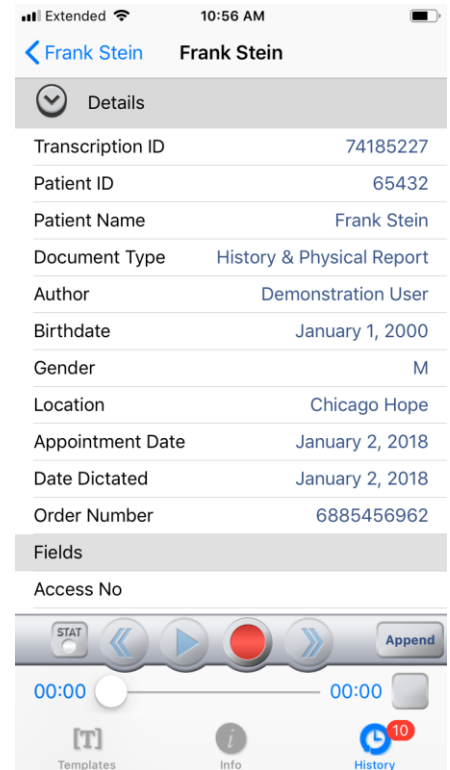 Extended 10:56 AM
Frank Stein Frank Stein
Details
Transcription ID 74185227
Patient ID 65432
Patient Name Frank Stein
Document Type History & Physical Report
Author Demonstration User
Birthdate January 1, 2000
Gender M
Location Chicago Hope
Appointment Date January 2, 2018
Date Dictated January 2, 2018
Order Number 6885456962
Fields
Access No
STAT Append
00:00 00:00
[T] i 10
Templates Info History